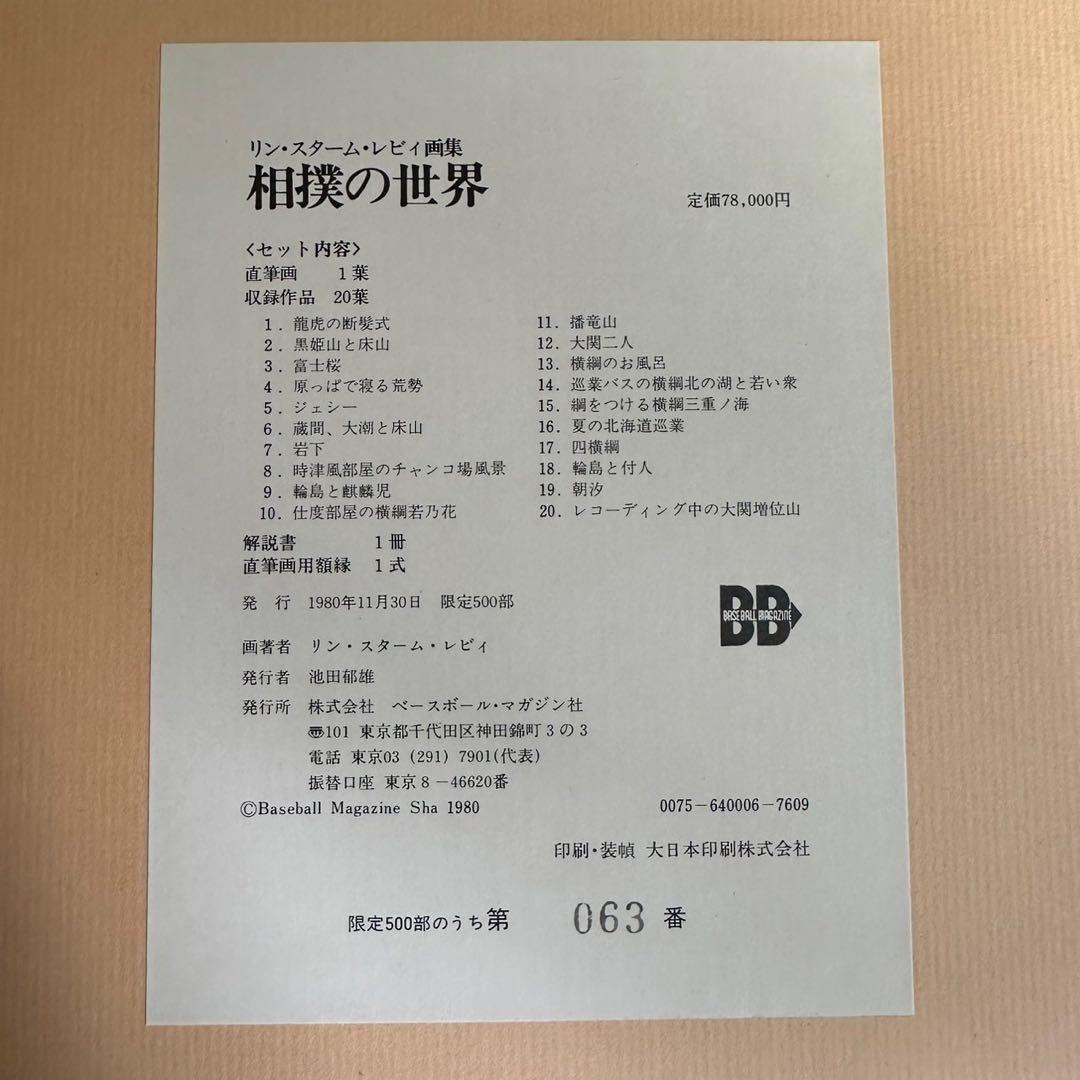 リン・スターム・レビィ画集
相撲の世界
定価78,000円
〈セット内容〉
直筆画 1葉
収録作品 20葉
1. 龍虎の断髪式
2. 黒姫山と床山
3. 富士桜
4. 原っぱで寝る荒勢
5. ジェシー
6. 蔵間、大潮と床山
7. 岩下
8. 時津風部屋のチャンコ場風景
9. 輪島と麒麟児
10. 仕度部屋の横綱若乃花
11. 播竜山
12. 大関二人
13. 横綱のお風呂
14. 巡業バスの横綱北の湖と若い衆
15. 綱をつける横綱三重ノ海
16. 夏の北海道巡業
17. 四横綱
18. 輪島と付人
19. 朝汐
20. レコーディング中の大関増位山
解説書 1冊
直筆画用額縁 1式
発行 1980年11月30日 限定500部
BB
BASEBALL MAGAZINE
画著者 リン・スターム・レビィ
発行者 池田郁雄
発行所 株式会社 ベースボール・マガジン社
〠101 東京都千代田区神田錦町3の3
電話 東京03 (291) 7901(代表)
振替口座 東京8-46620番
©Baseball Magazine Sha 1980
0075-640006-7609
印刷・装幀 大日本印刷株式会社
限定500部のうち第 063 番